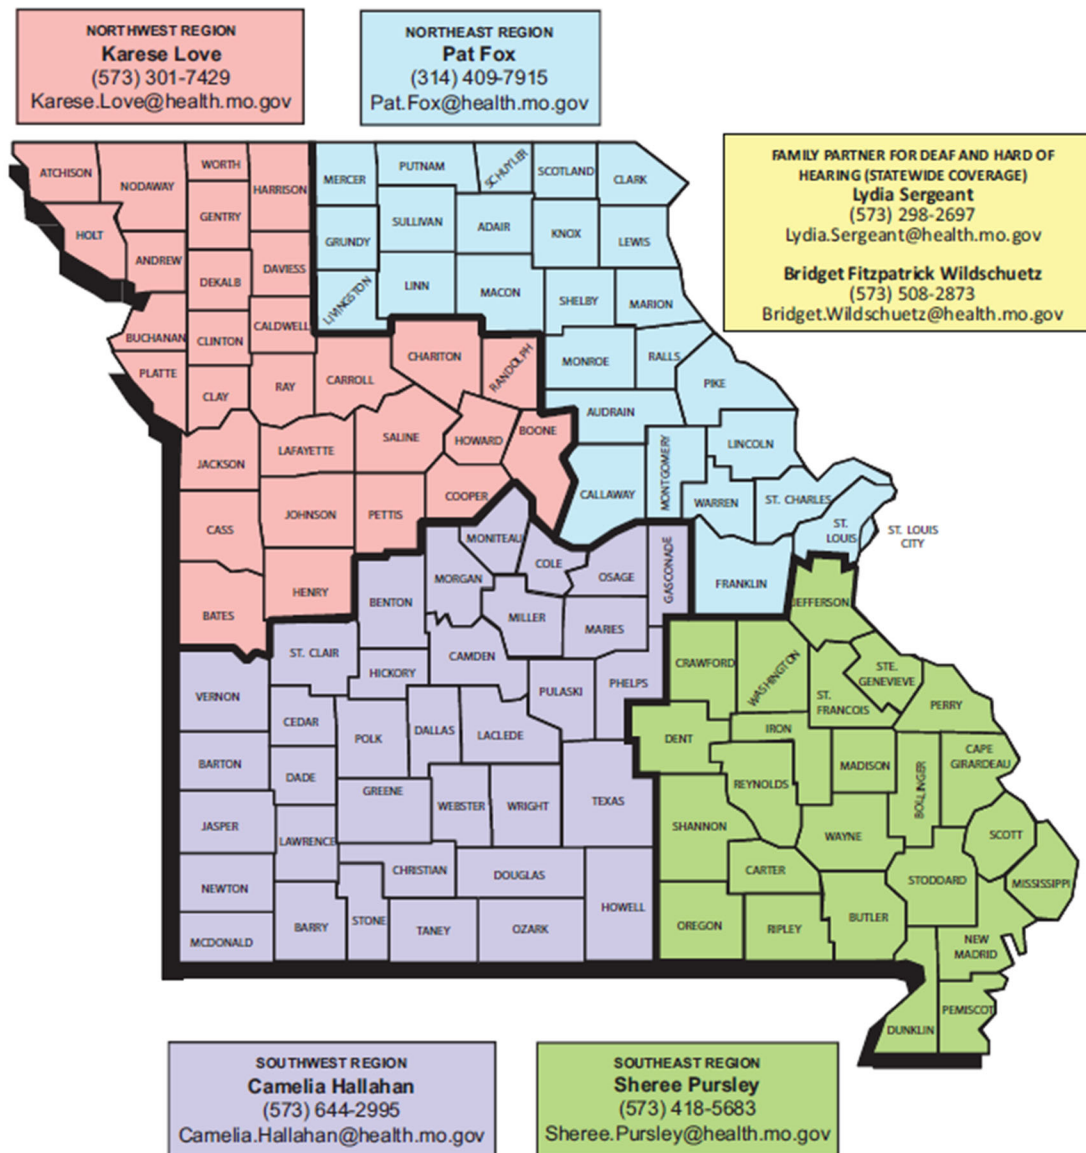 NORTHWEST REGION
Karese Love
(573) 301-7429
Karese.Love@health.mo.gov
NORTHEAST REGION
Pat Fox
(314) 409-7915
Pat.Fox@health.mo.gov
FAMILY PARTNER FOR DEAF AND HARD OF
HEARING (STATEWIDE COVERAGE)
Lydia Sergeant
(573) 298-2697
Lydia.Sergeant@health.mo.gov
Bridget Fitzpatrick Wildschuetz
(573) 508-2873
Bridget.Wildschuetz@health.mo.gov
ATCHISON
NODAWAY
WORTH
HARRISON
GENTRY
HOLT
ANDREW
DEKALB
DAVIESS
BUCHANAN
CLINTON
CALDWELL
PLATTE
CLAY
RAY
CARROLL
CHARITON
RANDOLPH
JACKSON
LAFAYETTE
SALINE
HOWARD
BOONE
CASS
JOHNSON
PETTIS
COOPER
BATES
HENRY
MERCER
PUTNAM
SCHUYLER
SCOTLAND
CLARK
GRUNDY
SULLIVAN
ADAIR
KNOX
LEWIS
LIVINGSTON
LINN
MACON
SHELBY
MARION
MONROE
RALLS
PIKE
AUDRAIN
LINCOLN
CALLAWAY
MONTGOMERY
WARREN
ST. CHARLES
ST.
LOUIS
ST. LOUIS
CITY
FRANKLIN
MONITEAU
COLE
OSAGE
GASCONADE
BENTON
MORGAN
MILLER
MARIES
ST. CLAIR
HICKORY
CAMDEN
PULASKI
PHELPS
VERNON
CEDAR
POLK
DALLAS
LACLEDE
BARTON
DADE
GREENE
WEBSTER
WRIGHT
TEXAS
JASPER
LAWRENCE
CHRISTIAN
DOUGLAS
NEWTON
BARRY
STONE
TANEY
OZARK
HOWELL
MCDONALD
JEFFERSON
CRAWFORD
WASHINGTON
ST.
FRANCOIS
STE.
GENEVIEVE
PERRY
DENT
IRON
REYNOLDS
MADISON
BOLLINGER
CAPE
GIRARDEAU
SHANNON
WAYNE
SCOTT
CARTER
STODDARD
MISSISSIPPI
OREGON
RIPLEY
BUTLER
NEW
MADRID
DUNKLIN
PEMISCOT
SOUTHWEST REGION
Camelia Hallahan
(573) 644-2995
Camelia.Hallahan@health.mo.gov
SOUTHEAST REGION
Sheree Pursley
(573) 418-5683
Sheree.Pursley@health.mo.gov